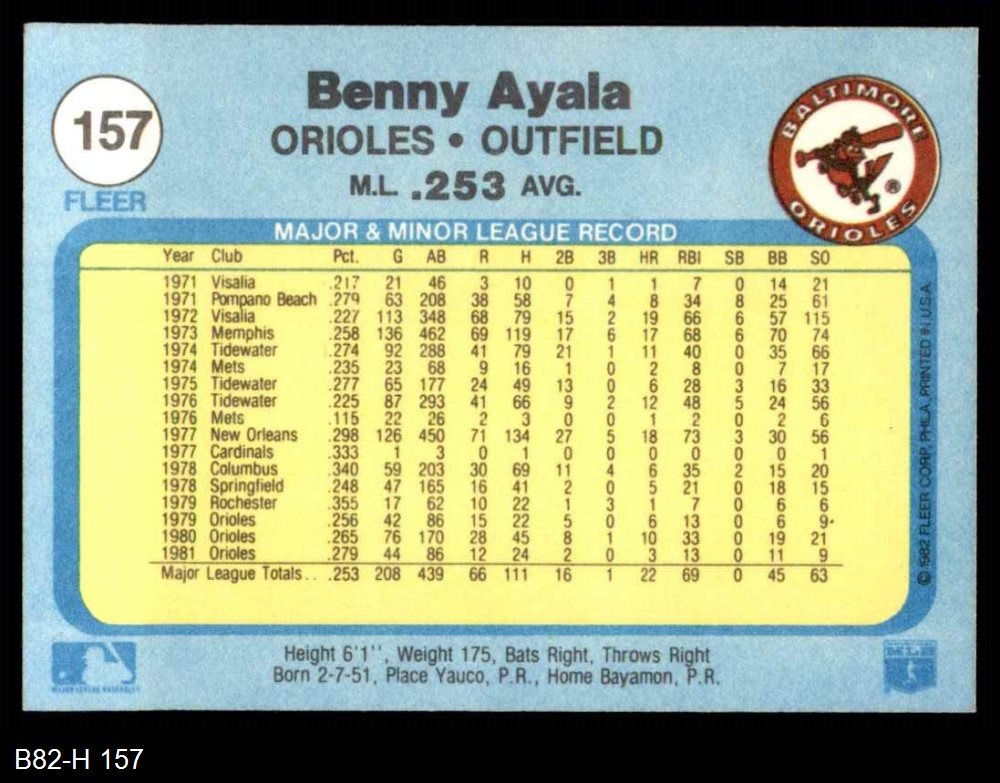 157
FLEER
Benny Ayala
ORIOLES • OUTFIELD
M.L. .253 AVG.
BALTIMORE
ORIOLES
®
MAJOR & MINOR LEAGUE RECORD
Year Club Pct. G AB R H 2B 3B HR RBI SB BB SO
1971 Visalia .217 21 46 3 10 0 1 1 7 0 14 21
1971 Pompano Beach .279 63 208 38 58 7 4 8 34 8 25 61
1972 Visalia .227 113 348 68 79 15 2 19 66 6 57 115
1973 Memphis .258 136 462 69 119 17 6 17 68 6 70 74
1974 Tidewater .274 92 288 41 79 21 1 11 40 0 35 66
1974 Mets .235 23 68 9 16 1 0 2 8 0 7 17
1975 Tidewater .277 65 177 24 49 13 0 6 28 3 16 33
1976 Tidewater .225 87 293 41 66 9 2 12 48 5 24 56
1976 Mets .115 22 26 2 3 0 0 1 2 0 2 6
1977 New Orleans .298 126 450 71 134 27 5 18 73 3 30 56
1977 Cardinals .333 1 3 0 1 0 0 0 0 0 0 1
1978 Columbus .340 59 203 30 69 11 4 6 35 2 15 20
1978 Springfield .248 47 165 16 41 2 0 5 21 0 18 15
1979 Rochester .355 17 62 10 22 1 3 1 7 0 6 6
1979 Orioles .256 42 86 15 22 5 0 6 13 0 6 9
1980 Orioles .265 76 170 28 45 8 1 10 33 0 19 21
1981 Orioles .279 44 86 12 24 2 0 3 13 0 11 9
Major League Totals. . .253 208 439 66 111 16 1 22 69 0 45 63
© 1982 FLEER CORP, PHILA, PRINTED IN U.S.A.
Height 6'1'', Weight 175, Bats Right, Throws Right
Born 2-7-51, Place Yauco, P.R., Home Bayamon, P.R.
MAJOR LEAGUE BASEBALL
B82-H 157